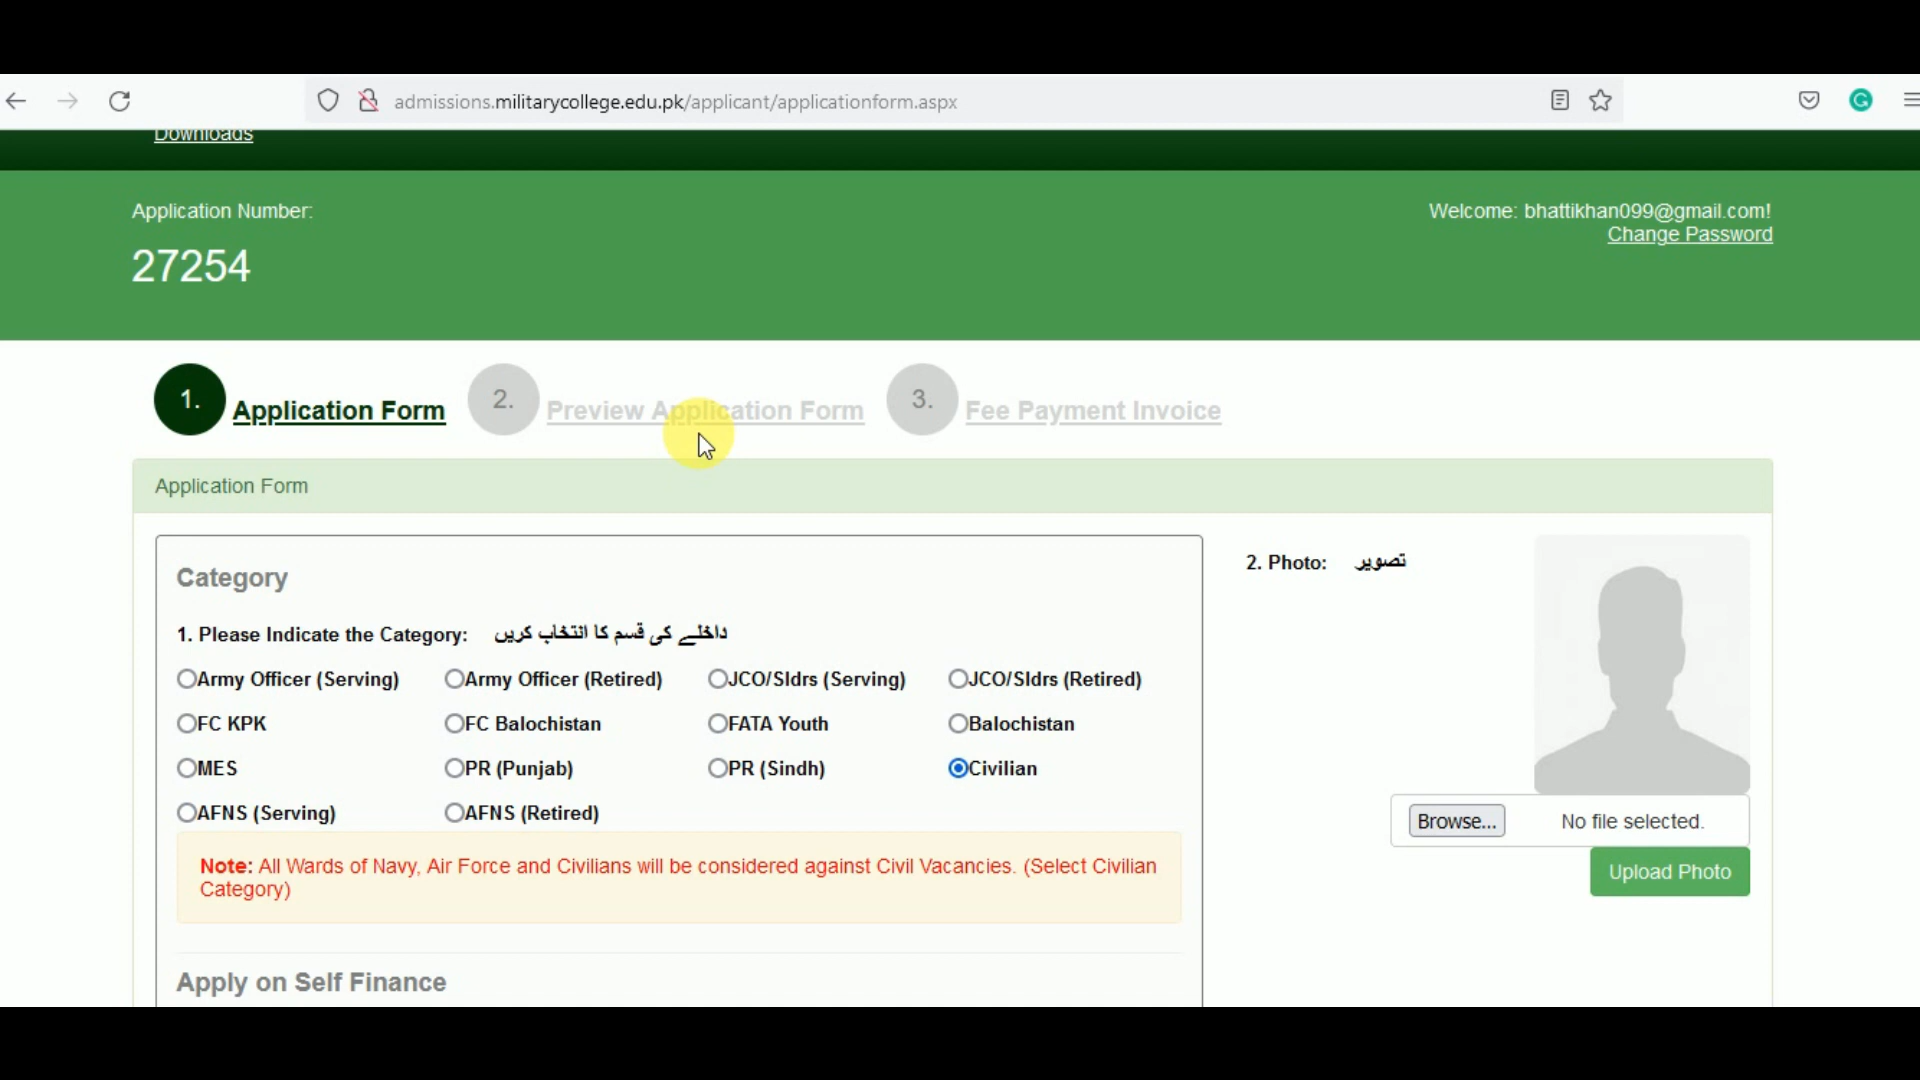 admissions.militarycollege.edu.pk/applicant/applicationform.aspx
Downloads
Application Number:
27254
Welcome: bhattikhan099@gmail.com!
Change Password
1. Application Form
2. Preview Application Form
3. Fee Payment Invoice
Application Form
Category
1. Please Indicate the Category: داخلے کی قسم کا انتخاب کریں
Army Officer (Serving) Army Officer (Retired) JCO/Sldrs (Serving) JCO/Sldrs (Retired)
FC KPK FC Balochistan FATA Youth Balochistan
MES PR (Punjab) PR (Sindh) Civilian
AFNS (Serving) AFNS (Retired)
Note: All Wards of Navy, Air Force and Civilians will be considered against Civil Vacancies. (Select Civilian
Category)
Apply on Self Finance
2. Photo: تصویر
Browse... No file selected.
Upload Photo